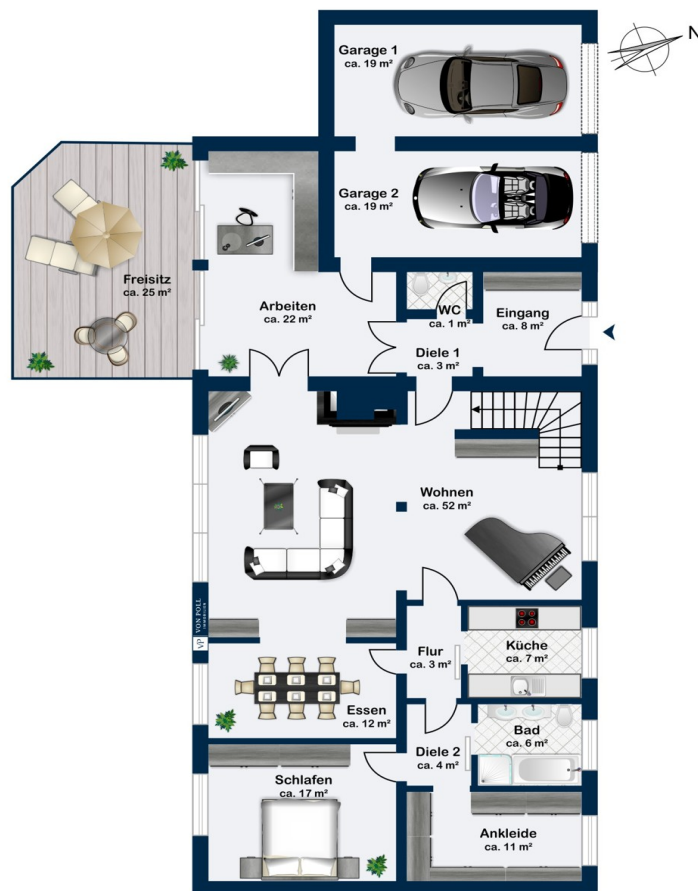 Garage 1
ca. 19 m²
N
Garage 2
ca. 19 m²
Freisitz
ca. 25 m²
Arbeiten
ca. 22 m²
WC
ca. 1 m²
Eingang
ca. 8 m²
Diele 1
ca. 3 m²
Wohnen
ca. 52 m²
VP VON POLL
IMMOBILIEN
Flur
ca. 3 m²
Küche
ca. 7 m²
Essen
ca. 12 m²
Bad
ca. 6 m²
Diele 2
ca. 4 m²
Schlafen
ca. 17 m²
Ankleide
ca. 11 m²